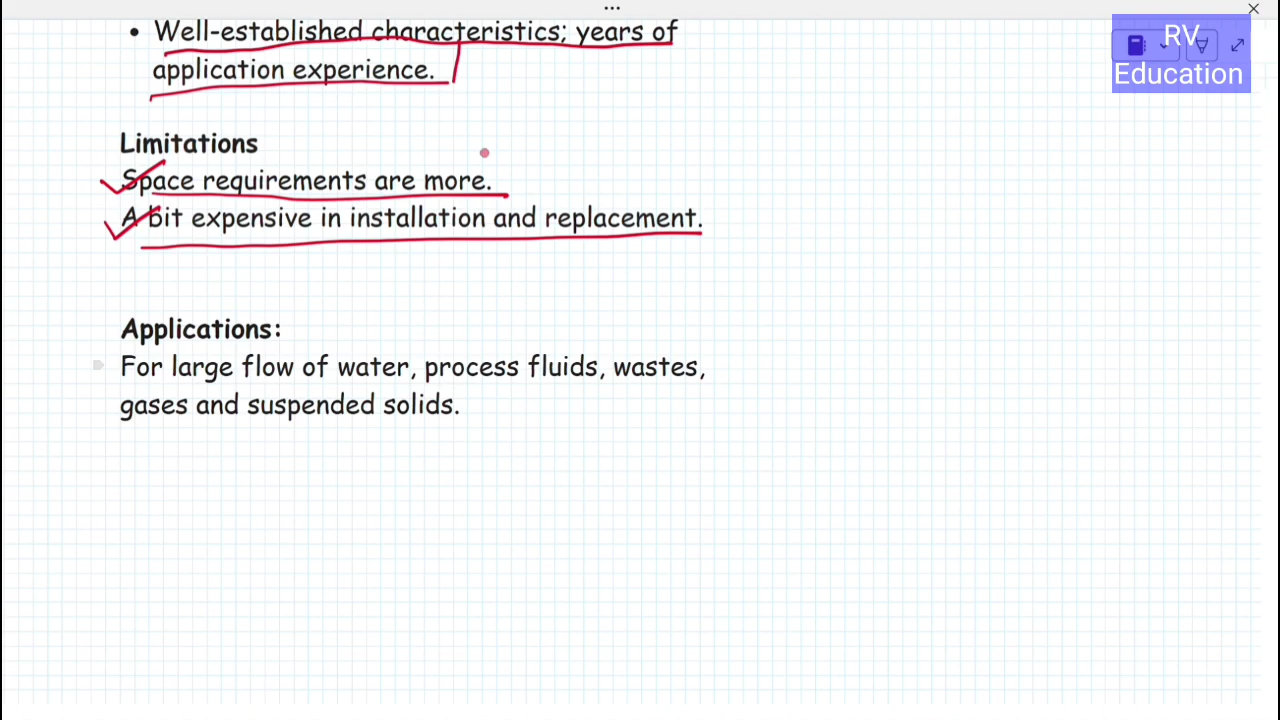 • Well-established characteristics; years of
application experience.
Limitations
Space requirements are more.
A bit expensive in installation and replacement.
Applications:
For large flow of water, process fluids, wastes,
gases and suspended solids.
RV
Education